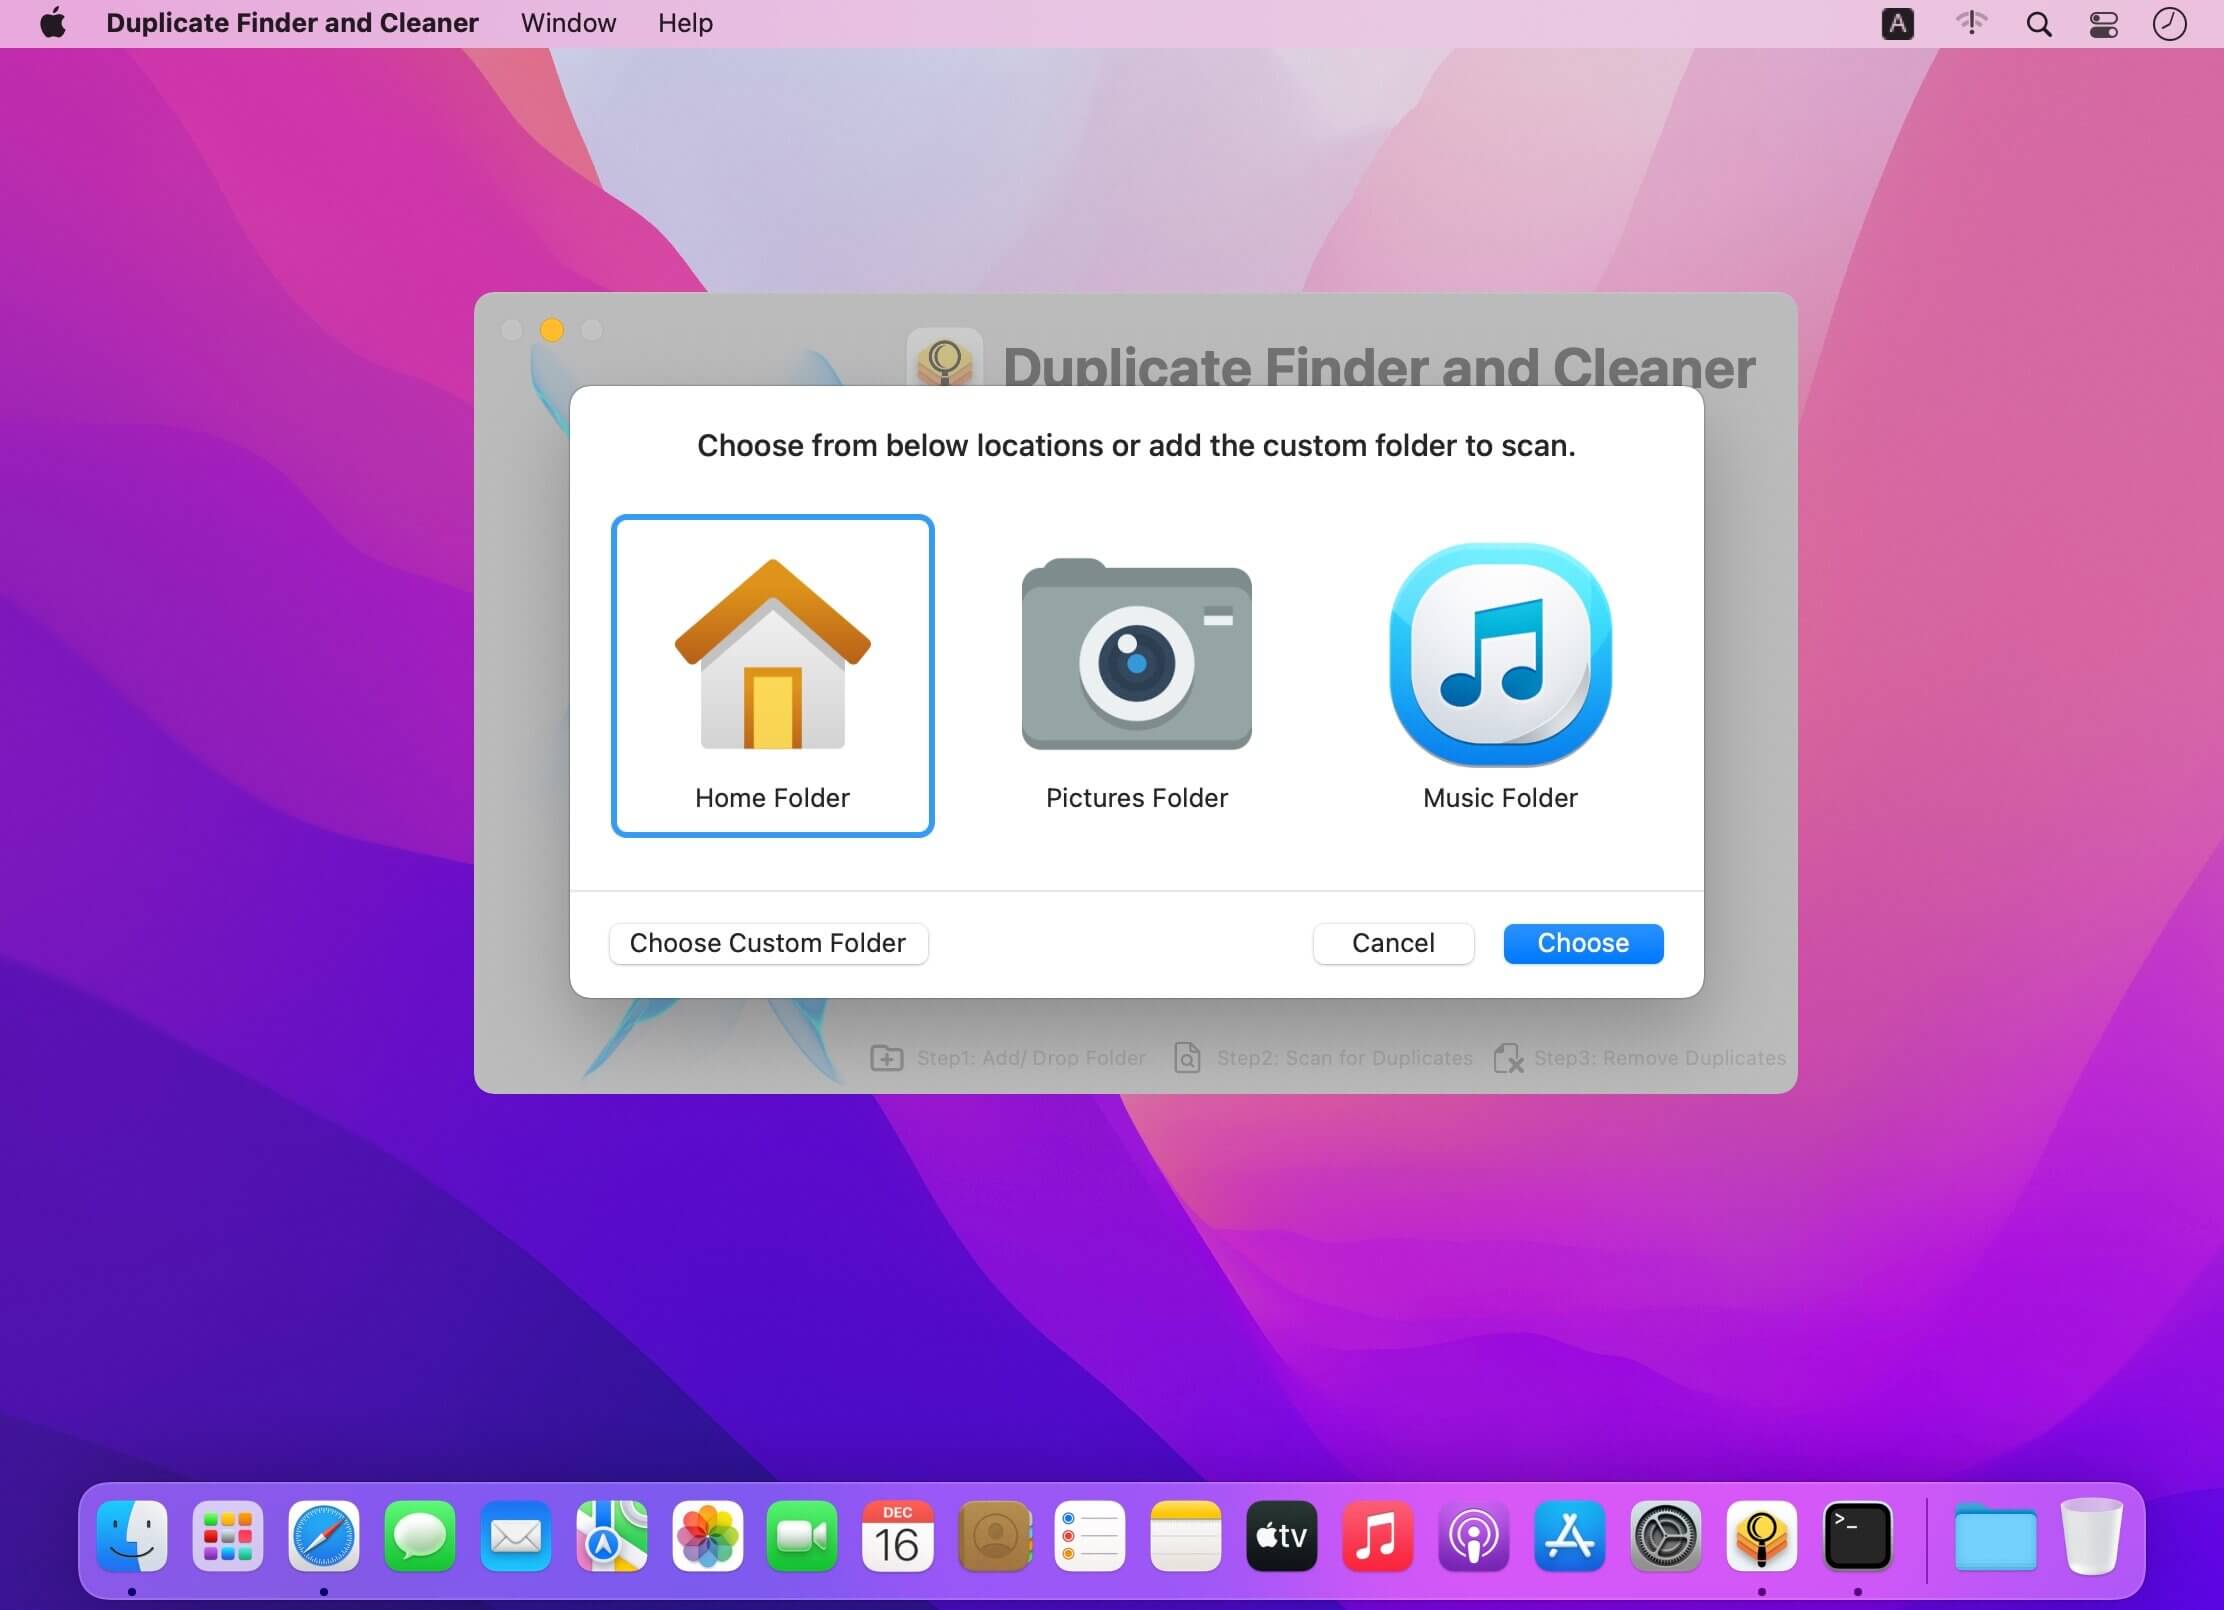 Duplicate Finder and Cleaner Window Help A
Duplicate Finder and Cleaner
Choose from below locations or add the custom folder to scan.
Home Folder Pictures Folder Music Folder
Choose Custom Folder Cancel Choose
Step1: Add/ Drop Folder Step2: Scan for Duplicates Step3: Remove Duplicates
DEC
16
tv
>_